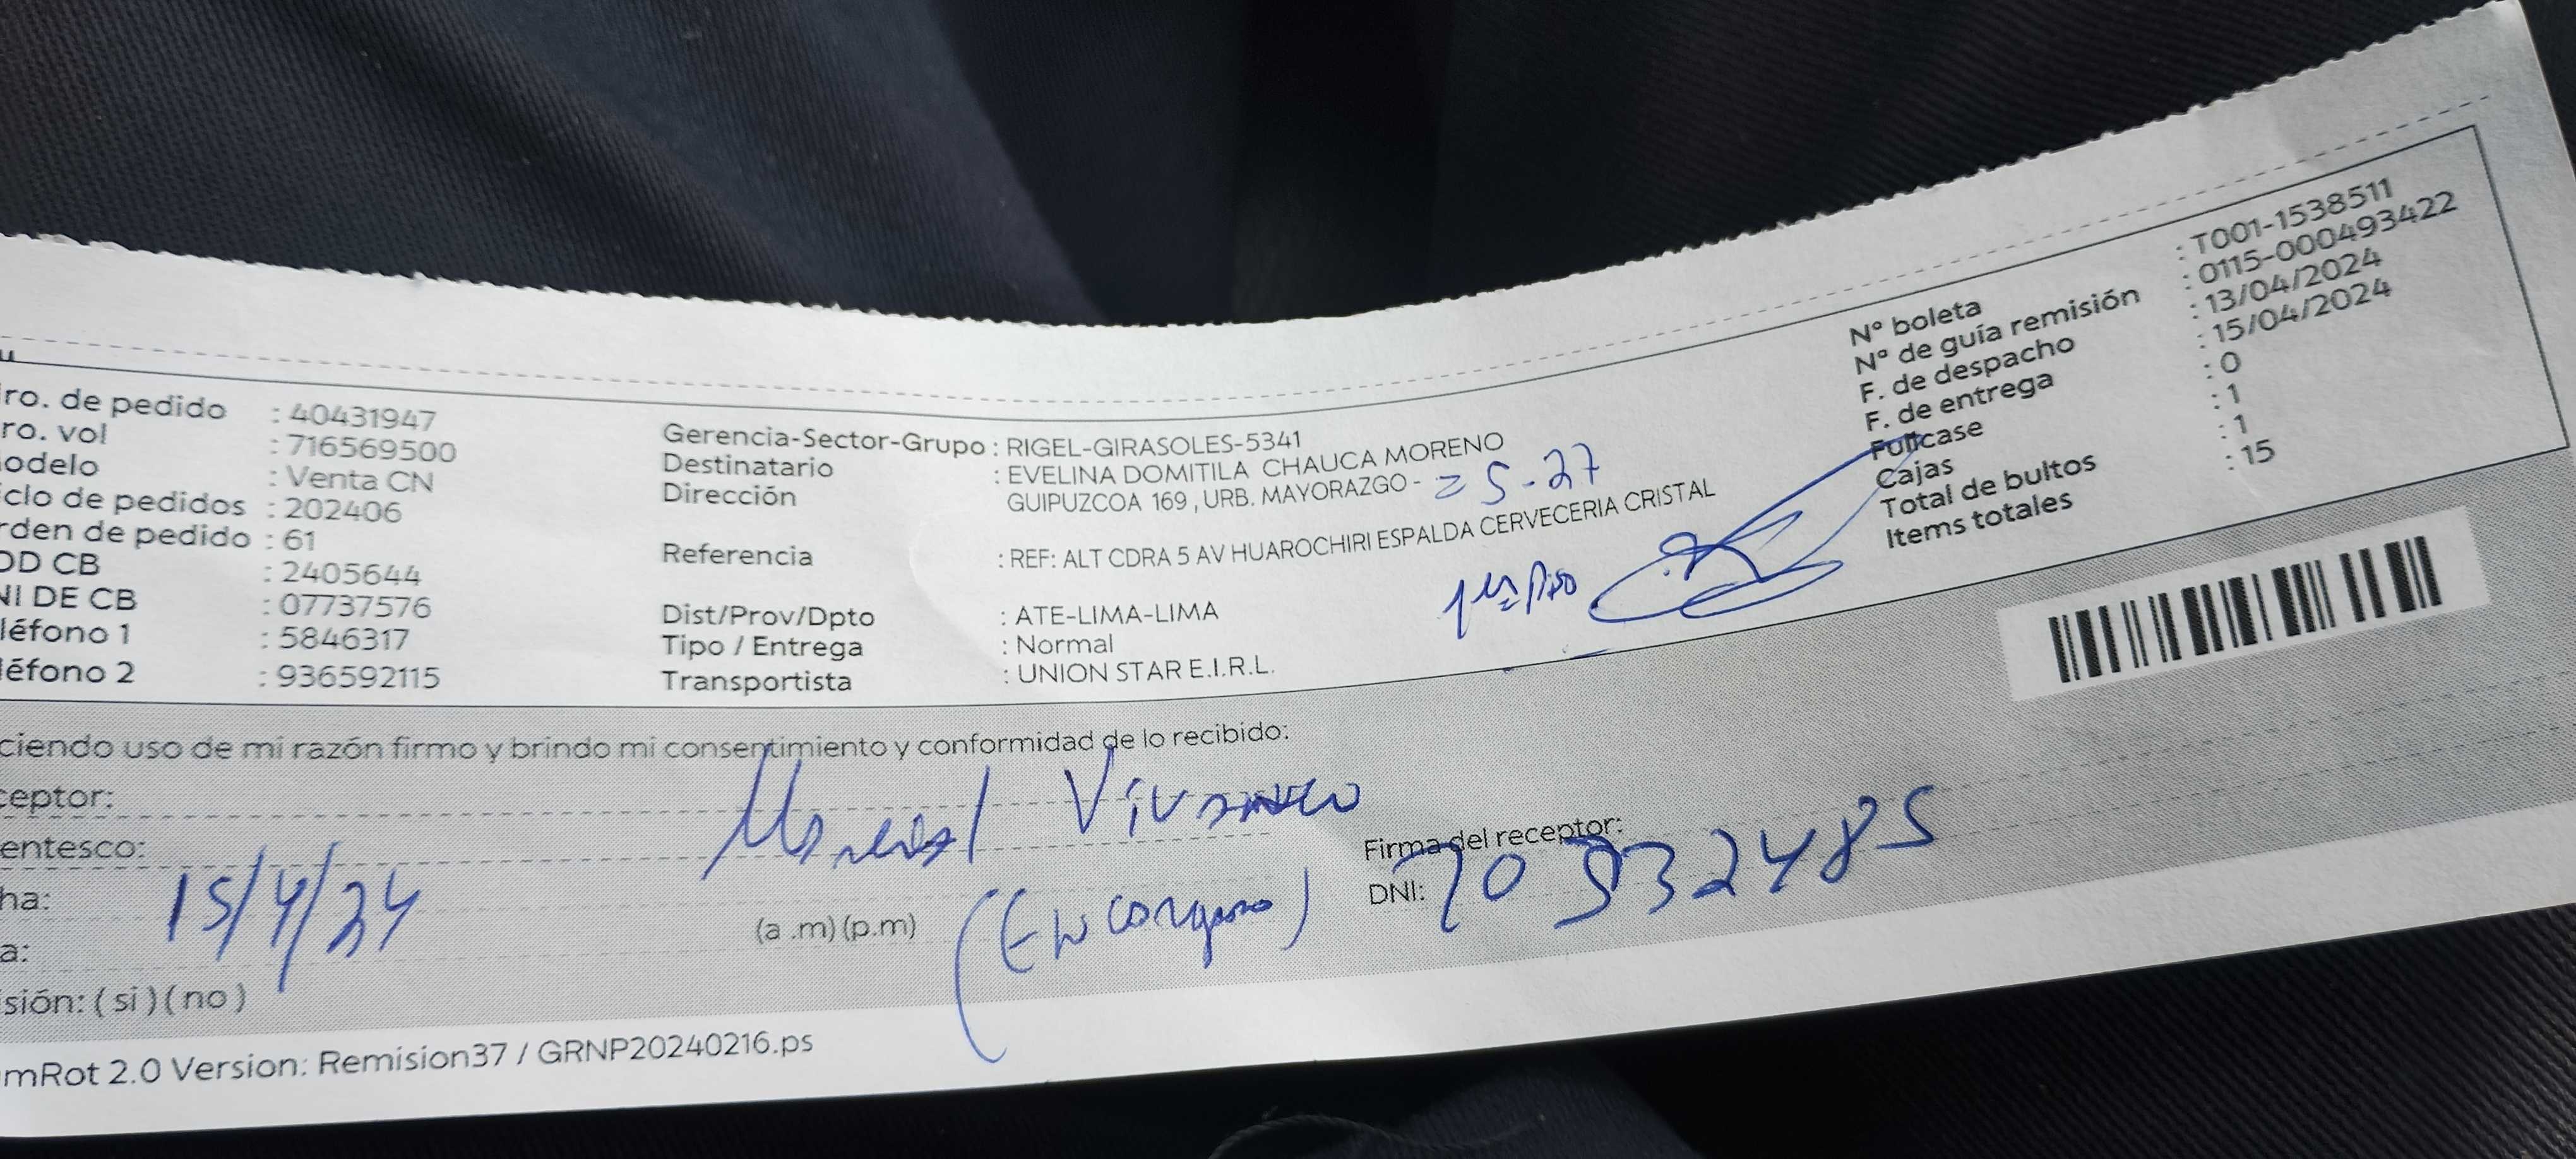 ro. de pedido : 40431947
ro. vol : 716569500
odelo : Venta CN
iclo de pedidos : 202406
rden de pedido : 61
OD CB : 2405644
NI DE CB : 07737576
léfono 1 : 5846317
léfono 2 : 936592115
Gerencia-Sector-Grupo : RIGEL-GIRASOLES-5341
Destinatario : EVELINA DOMITILA CHAUCA MORENO
Dirección GUIPUZCOA 169 , URB. MAYORAZGO - = S-27
Referencia : REF: ALT CDRA 5 AV HUAROCHIRI ESPALDA CERVECERIA CRISTAL
Dist/Prov/Dpto : ATE-LIMA-LIMA
Tipo / Entrega : Normal
Transportista : UNION STAR E.I.R.L.
N° boleta : T001-1538511
N° de guía remisión : 0115-000493422
F. de despacho : 13/04/2024
F. de entrega : 15/04/2024
Fullcase : 0
Cajas : 1
Total de bultos : 1
Items totales : 15
ciendo uso de mi razón firmo y brindo mi consentimiento y conformidad de lo recibido:
ceptor: Vivanco
entesco:
Firma del receptor:
ha: 15/4/24
(a .m) (p.m) (Encargado)
DNI: 70932485
a:
sión: ( si ) ( no )
mRot 2.0 Version: Remision37 / GRNP20240216.ps